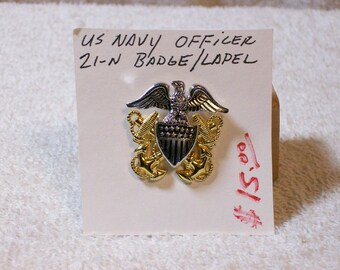 US NAVY OFFICER
21-N BADGE/LAPEL
$15.00